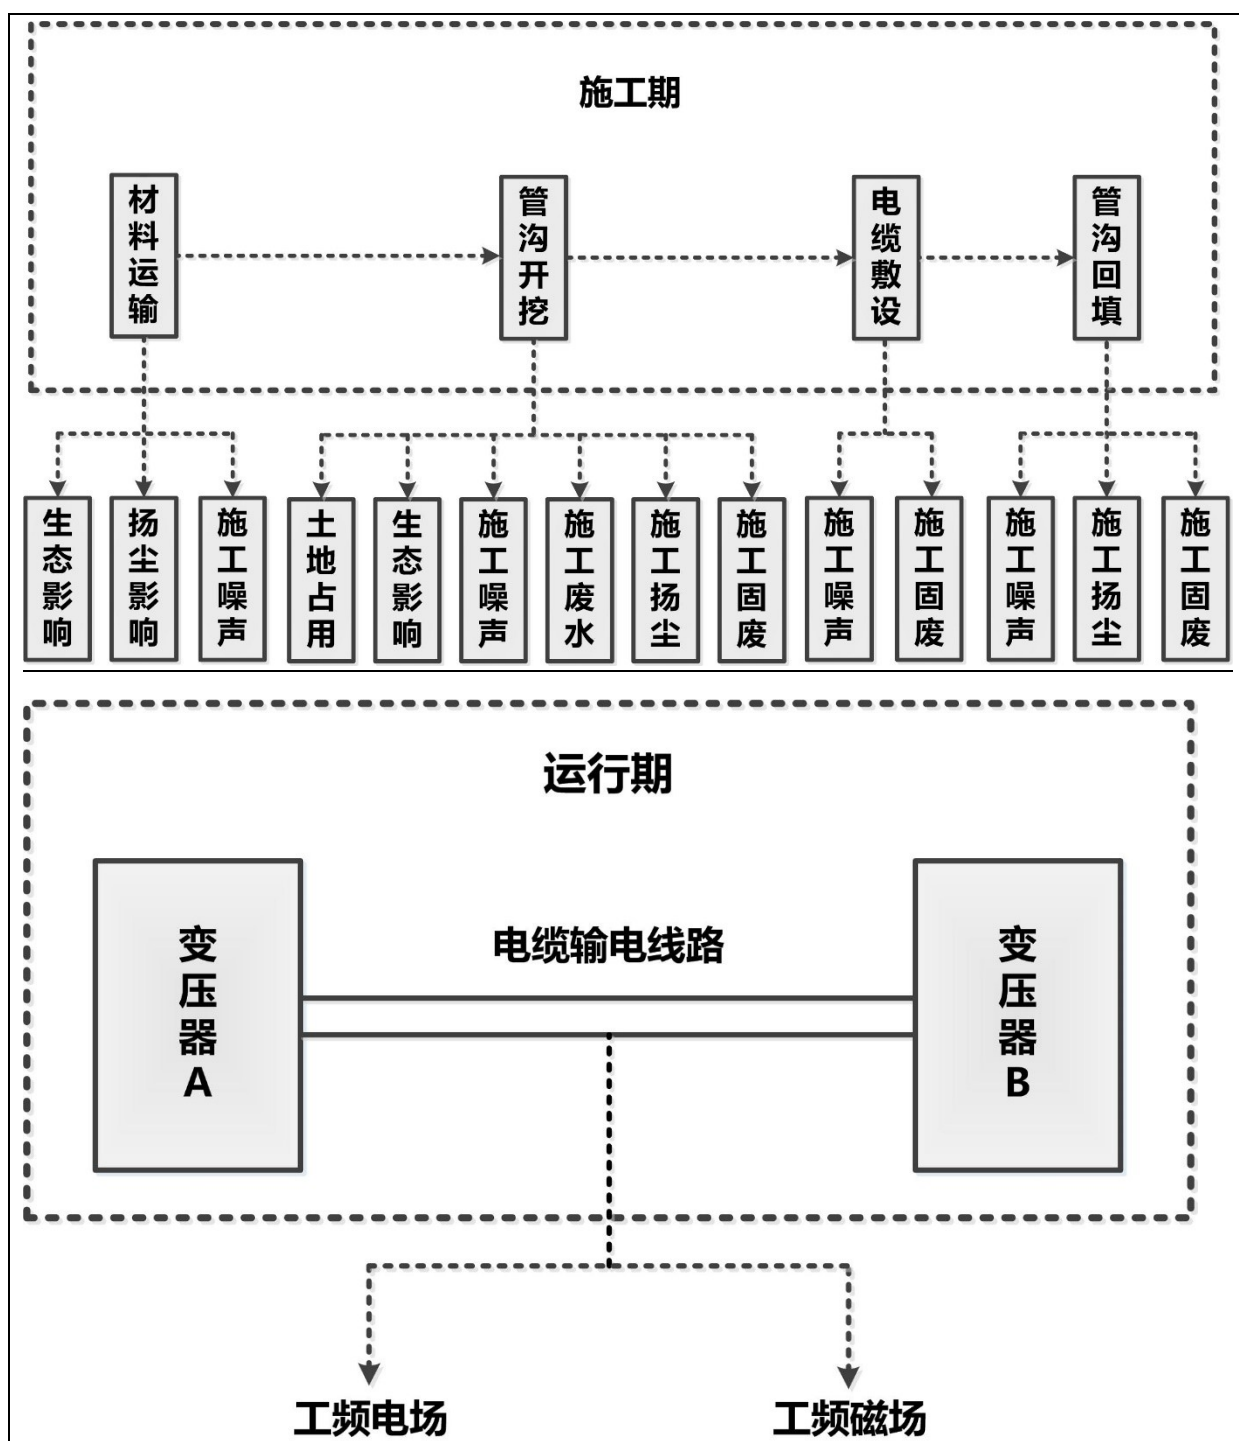 施工期
材料运输
管沟开挖
电缆敷设
管沟回填
生态影响
扬尘影响
施工噪声
土地占用
生态影响
施工噪声
施工废水
施工扬尘
施工固废
施工噪声
施工固废
施工噪声
施工扬尘
施工固废
运行期
变压器A
电缆输电线路
变压器B
工频电场
工频磁场